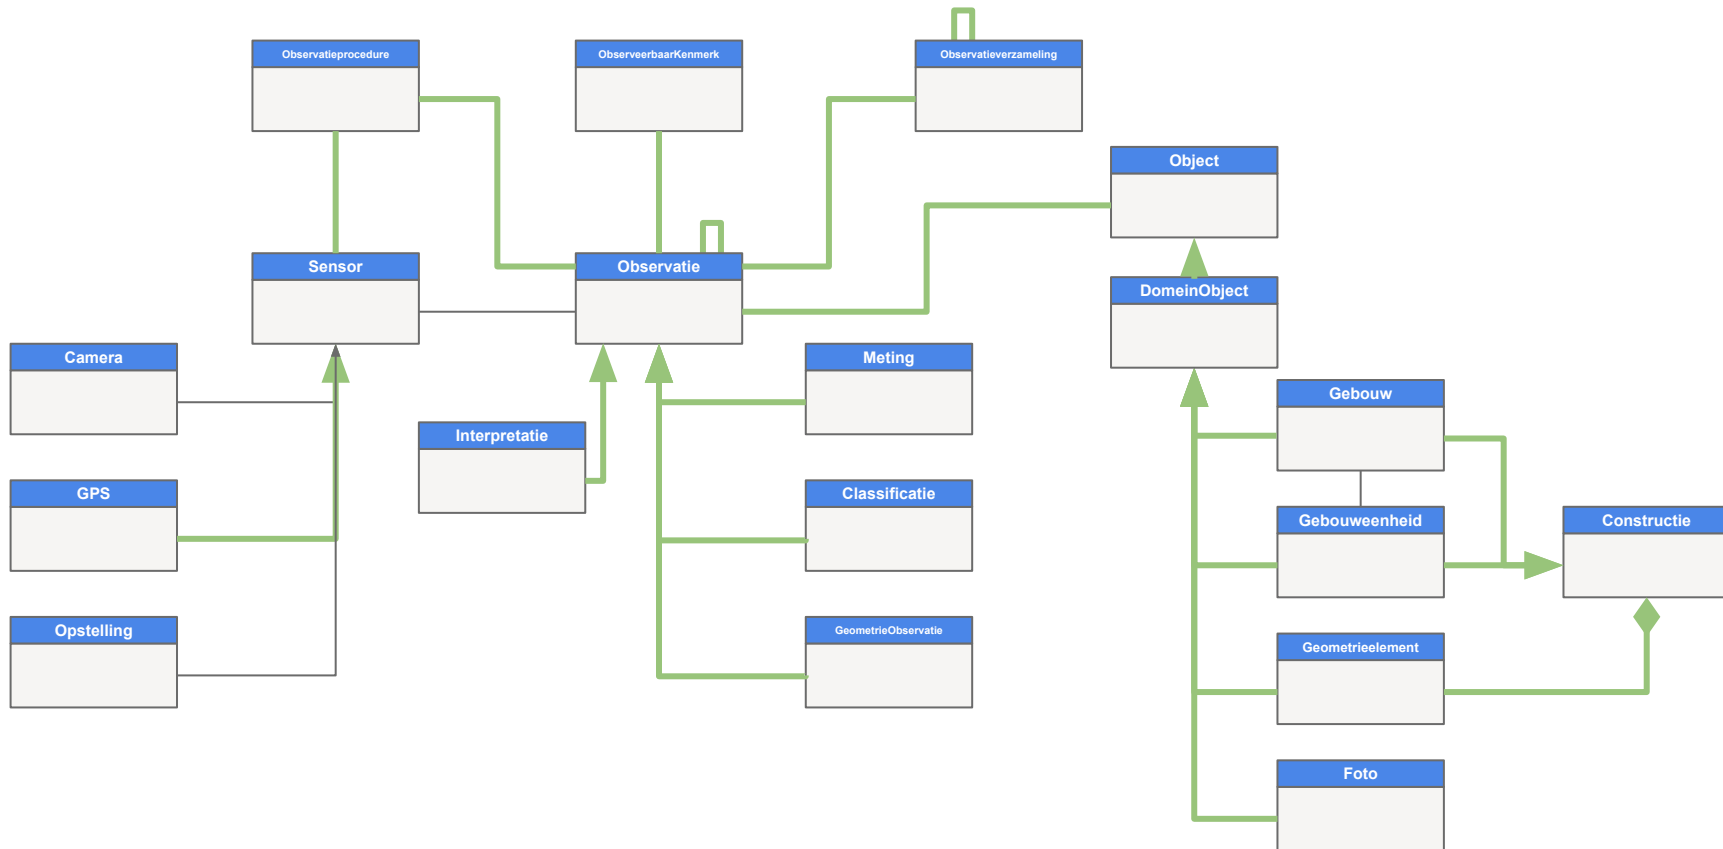 Observatieprocedure
ObserveerbaarKenmerk
Observatieverzameling
Object
Sensor
Observatie
DomeinObject
Camera
Meting
Gebouw
Interpretatie
GPS
Classificatie
Gebouweenheid
Constructie
Opstelling
GeometrieObservatie
Geometrieelement
Foto